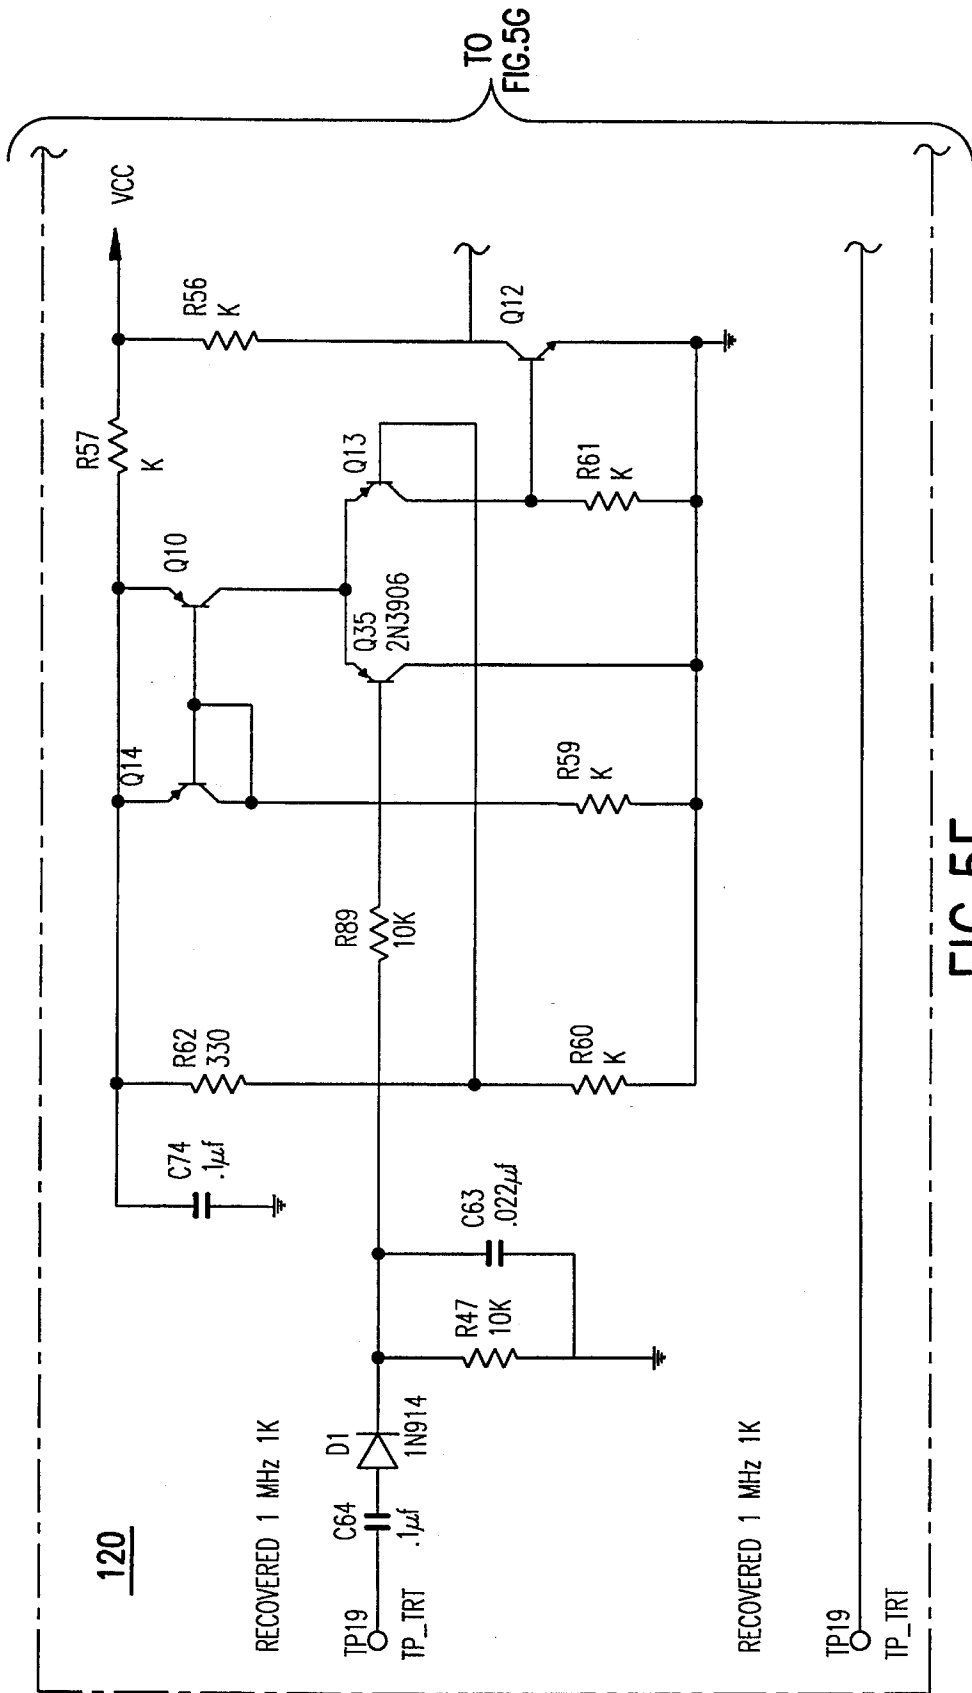 120
TO
FIG.5G
VCC
R57
K
R56
K
Q10
Q14
Q12
Q13
Q35
2N3906
R61
K
R59
K
R89
10K
R62
330
R60
K
C74
.1µf
C63
.022µf
R47
10K
D1
1N914
C64
.1µf
RECOVERED 1 MHz 1K
TP19
TP_TRT
RECOVERED 1 MHz 1K
TP19
TP_TRT